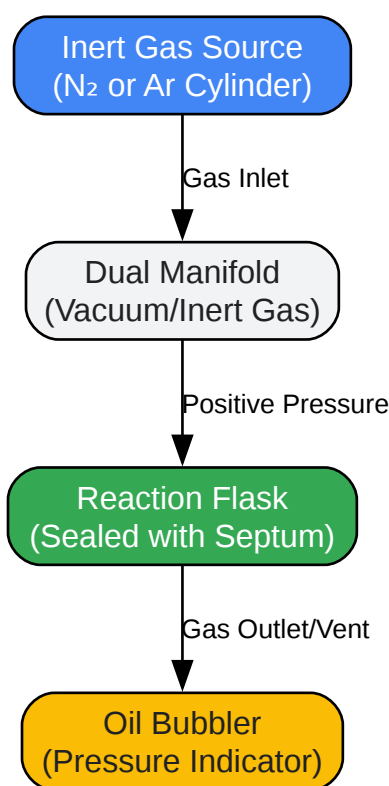 Inert Gas Source
(N₂ or Ar Cylinder)
Gas Inlet
Dual Manifold
(Vacuum/Inert Gas)
Positive Pressure
Reaction Flask
(Sealed with Septum)
Gas Outlet/Vent
Oil Bubbler
(Pressure Indicator)